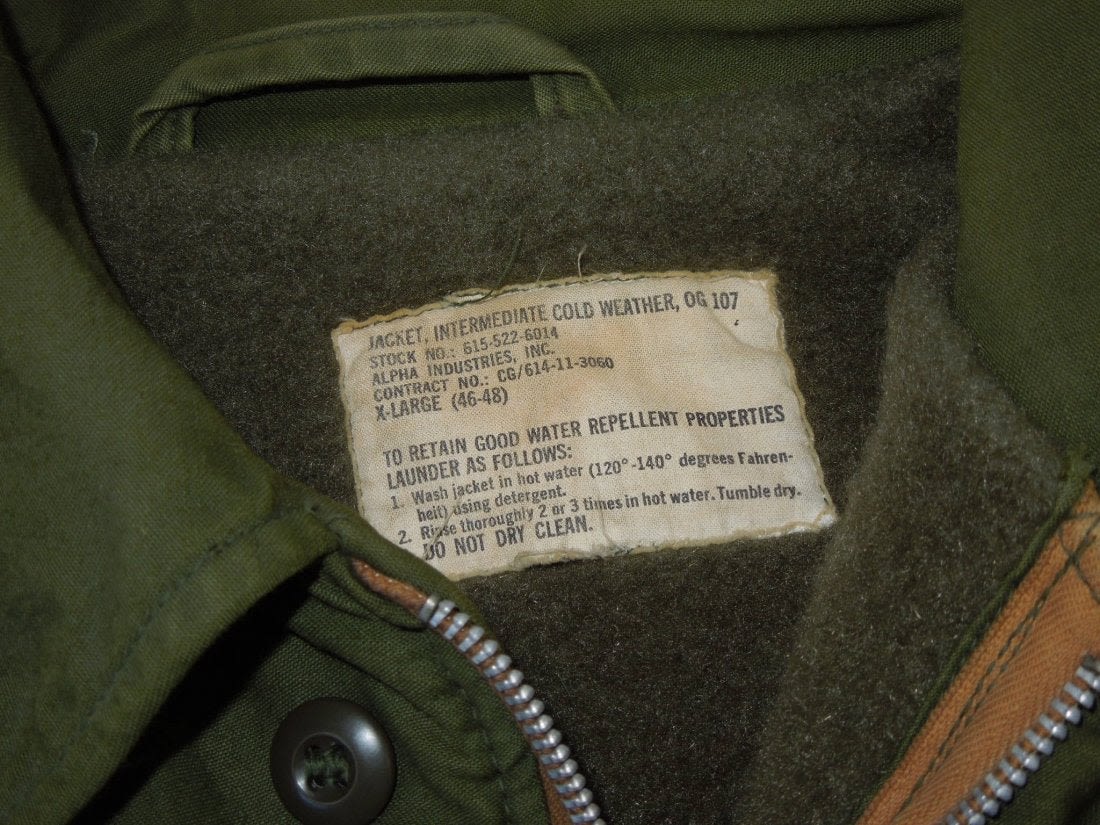 JACKET, INTERMEDIATE COLD WEATHER, OG 107
STOCK NO.: 615-522-6014
ALPHA INDUSTRIES, INC.
CONTRACT NO.: CG/614-11-3060
X-LARGE (46-48)
TO RETAIN GOOD WATER REPELLENT PROPERTIES
LAUNDER AS FOLLOWS:
1. Wash jacket in hot water (120°-140° degrees Fahren-
heit) using detergent.
2. Rinse thoroughly 2 or 3 times in hot water. Tumble dry.
DO NOT DRY CLEAN.